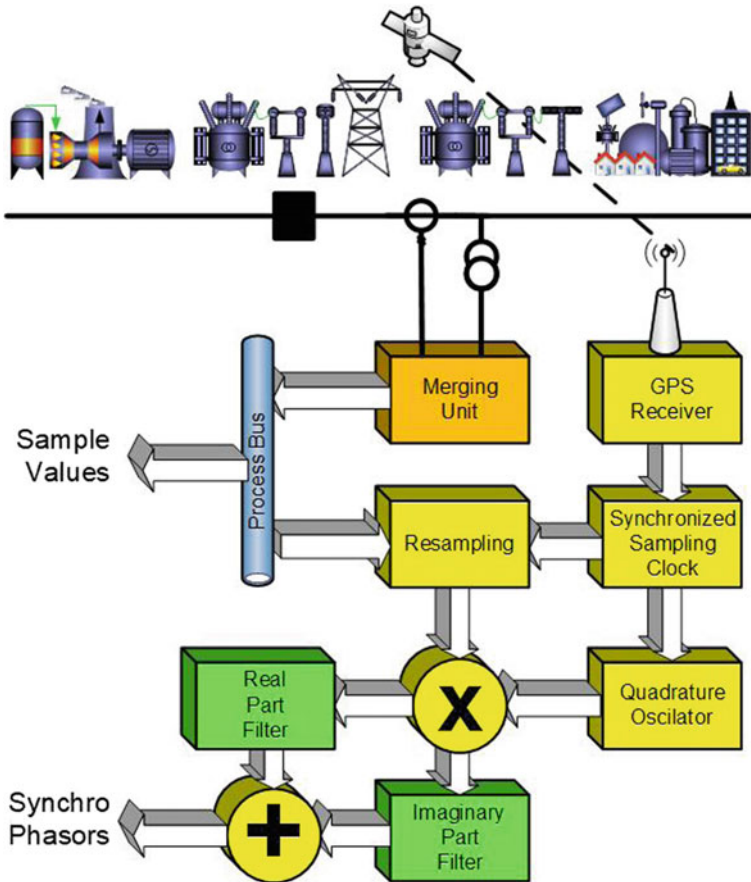 Merging
Unit
GPS
Receiver
Sample
Values
Process Bus
Resampling
Synchronized
Sampling
Clock
Real
Part
Filter
X
Quadrature
Oscilator
Synchro
Phasors
+
Imaginary
Part
Filter